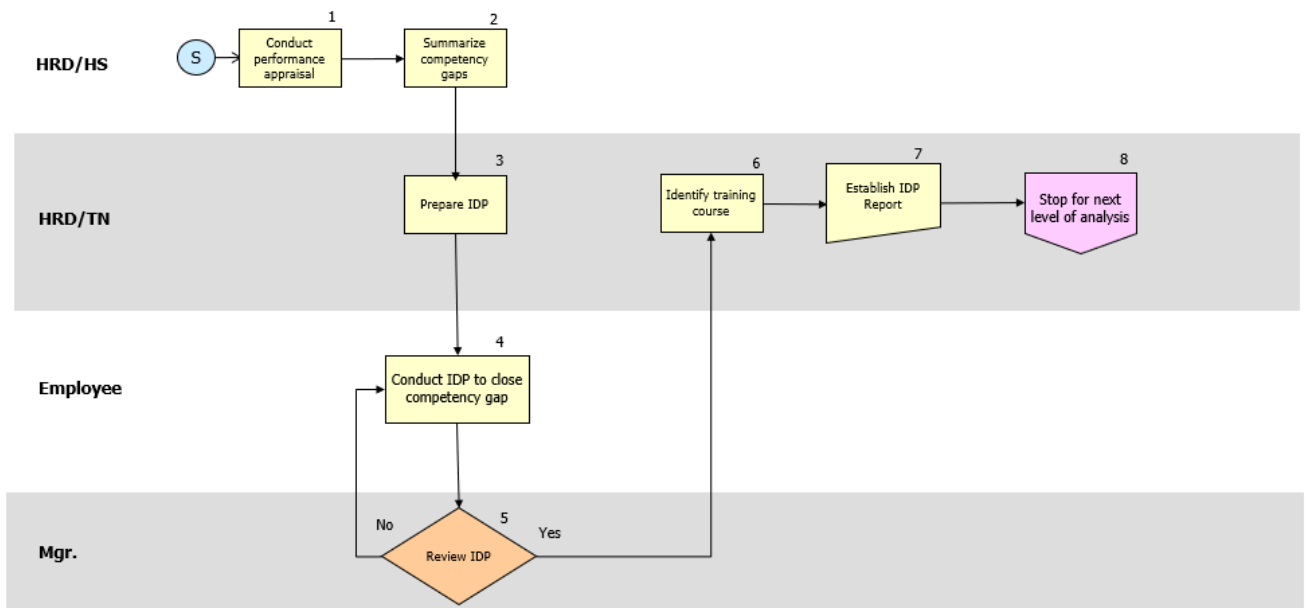 1
2
HRD/HS
S
Conduct
performance
appraisal
Summarize
competency
gaps
3
6
7
8
HRD/TN
Prepare IDP
Identify training
course
Establish IDP
Report
Stop for next
level of analysis
4
Employee
Conduct IDP to close
competency gap
5
No
Yes
Mgr.
Review IDP